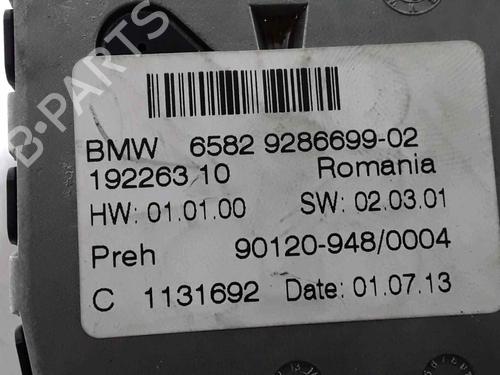 BMW 6582 9286699-02
192263 10 Romania
HW: 01.01.00 SW: 02.03.01
Preh 90120-948/0004
C 1131692 Date: 01.07.13
B-PARTS